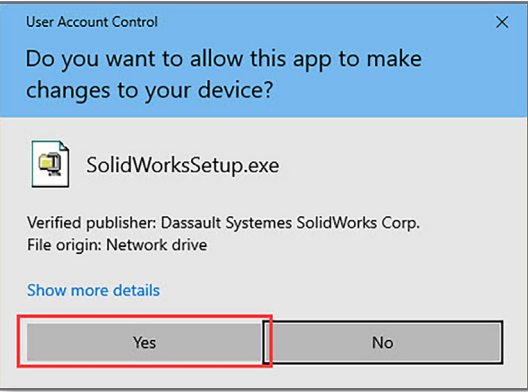 User Account Control
Do you want to allow this app to make
changes to your device?
SolidWorksSetup.exe
Verified publisher: Dassault Systemes SolidWorks Corp.
File origin: Network drive
Show more details
Yes
No